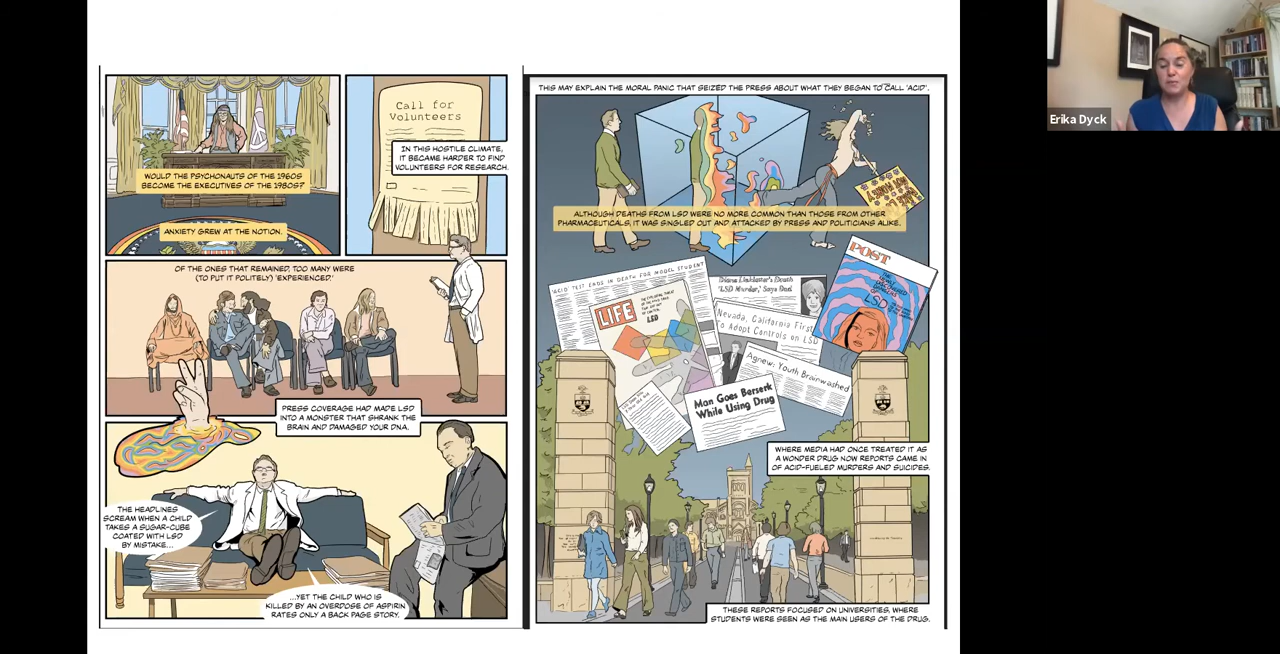 WOULD THE PSYCHONAUTS OF THE 1960S
BECOME THE EXECUTIVES OF THE 1980S?
ANXIETY GREW AT THE NOTION.
Call for
Volunteers
IN THIS HOSTILE CLIMATE,
IT BECAME HARDER TO FIND
VOLUNTEERS FOR RESEARCH.
OF THE ONES THAT REMAINED, TOO MANY WERE
(TO PUT IT POLITELY) 'EXPERIENCED.'
PRESS COVERAGE HAD MADE LSD
INTO A MONSTER THAT SHRANK THE
BRAIN AND DAMAGED YOUR DNA.
THE HEADLINES
SCREAM WHEN A CHILD
TAKES A SUGAR-CUBE
COATED WITH LSD
BY MISTAKE...
...YET THE CHILD WHO IS
KILLED BY AN OVERDOSE OF ASPIRIN
RATES ONLY A BACK PAGE STORY.
THIS MAY EXPLAIN THE MORAL PANIC THAT SEIZED THE PRESS ABOUT WHAT THEY BEGAN TO CALL 'ACID'.
ALTHOUGH DEATHS FROM LSD WERE NO MORE COMMON THAN THOSE FROM OTHER
PHARMACEUTICALS, IT WAS SINGLED OUT AND ATTACKED BY PRESS AND POLITICIANS ALIKE.
'ACID' TEST ENDS IN DEATH FOR MODEL STUDENT
LIFE
LSD
Diane Linkletter's Death
'LSD Murder,' Says Dad
Nevada, California First
To Adopt Controls on LSD
Agnew: Youth Brainwashed
Man Goes Berserk
While Using Drug
POST
LSD
WHERE MEDIA HAD ONCE TREATED IT AS
A WONDER DRUG NOW REPORTS CAME IN
OF ACID-FUELED MURDERS AND SUICIDES.
THESE REPORTS FOCUSED ON UNIVERSITIES, WHERE
STUDENTS WERE SEEN AS THE MAIN USERS OF THE DRUG.
Erika Dyck